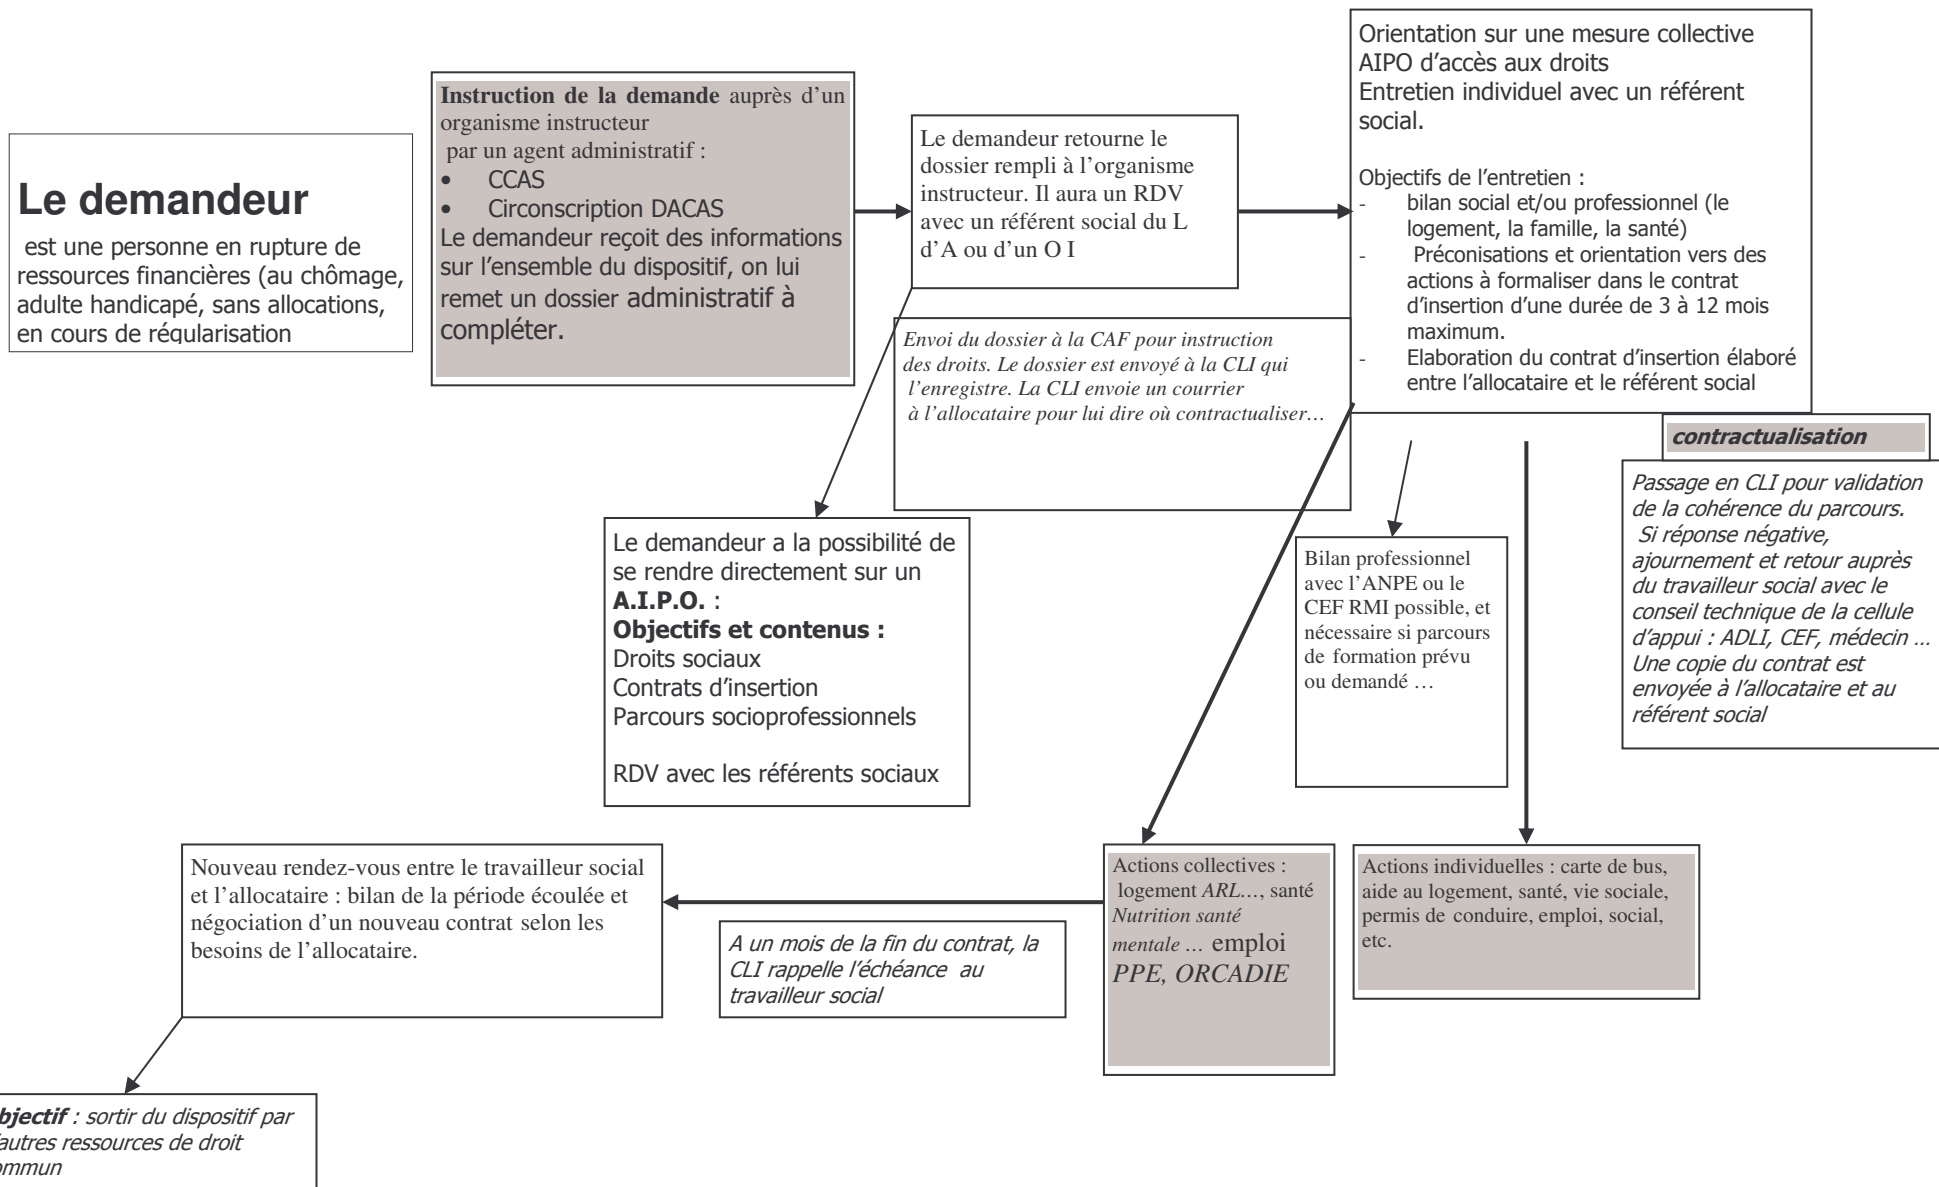 Le demandeur
est une personne en rupture de
ressources financières (au chômage,
adulte handicapé, sans allocations,
en cours de régularisation
Instruction de la demande auprès d'un
organisme instructeur
par un agent administratif :
• CCAS
• Circonscription DACAS
Le demandeur reçoit des informations
sur l'ensemble du dispositif, on lui
remet un dossier administratif à
compléter.
Le demandeur retourne le
dossier rempli à l'organisme
instructeur. Il aura un RDV
avec un référent social du L
d'A ou d'un O I
Orientation sur une mesure collective
AIPO d'accès aux droits
Entretien individuel avec un référent
social.
Objectifs de l'entretien :
- bilan social et/ou professionnel (le
logement, la famille, la santé)
- Préconisations et orientation vers des
actions à formaliser dans le contrat
d'insertion d'une durée de 3 à 12 mois
maximum.
- Elaboration du contrat d'insertion élaboré
entre l'allocataire et le référent social
Envoi du dossier à la CAF pour instruction
des droits. Le dossier est envoyé à la CLI qui
l'enregistre. La CLI envoie un courrier
à l'allocataire pour lui dire où contractualiser…
contractualisation
Passage en CLI pour validation
de la cohérence du parcours.
Si réponse négative,
ajournement et retour auprès
du travailleur social avec le
conseil technique de la cellule
d'appui : ADLI, CEF, médecin …
Une copie du contrat est
envoyée à l'allocataire et au
référent social
Le demandeur a la possibilité de
se rendre directement sur un
A.I.P.O. :
Objectifs et contenus :
Droits sociaux
Contrats d'insertion
Parcours socioprofessionnels
RDV avec les référents sociaux
Bilan professionnel
avec l'ANPE ou le
CEF RMI possible, et
nécessaire si parcours
de formation prévu
ou demandé …
Nouveau rendez-vous entre le travailleur social
et l'allocataire : bilan de la période écoulée et
négociation d'un nouveau contrat selon les
besoins de l'allocataire.
A un mois de la fin du contrat, la
CLI rappelle l'échéance au
travailleur social
Actions collectives :
logement ARL…, santé
Nutrition santé
mentale … emploi
PPE, ORCADIE
Actions individuelles : carte de bus,
aide au logement, santé, vie sociale,
permis de conduire, emploi, social,
etc.
bjectif : sortir du dispositif par
autres ressources de droit
ommun